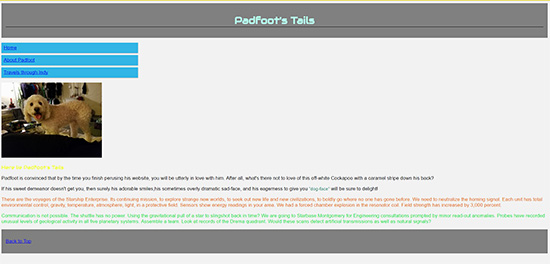 Padfoot's Tails
Home
About Padfoot
Travels through Italy
Padfoot is convinced that by the time you finish perusing his website, you will be utterly in love with him. After all, what's there not to love of this off-white Cockapoo with a caramel stripe down his back?
If his sweet demeanor doesn't get you, then surely his adorable smiles,his sometimes overly dramatic sad-face, and his eagerness to give you "dog-face" will be sure to delight!
These are the voyages of the Starship Enterprise. Its continuing mission, to explore strange new worlds, to seek out new life and new civilizations, to boldly go where no one has gone before. We need to neutralize the homing signal. Each unit has total
environmental control, gravity, temperature, atmosphere, light, in a protective field. Sensors show energy readings in your area. We had a forced chamber explosion in the resonator coil. Field strength has increased by 3,000 percent.
Communication is not possible. The shuttle has no power. Using the gravitational pull of a star to slingshot back in time? We are going to Starbase Montgomery for Engineering consultations prompted by minor read-out anomalies. Probes have recorded
unusual levels of geological activity in all five planetary systems. Assemble a team. Look at records of the Drema quadrant. Would these scans detect artificial transmissions as well as natural signals?
Back to Top